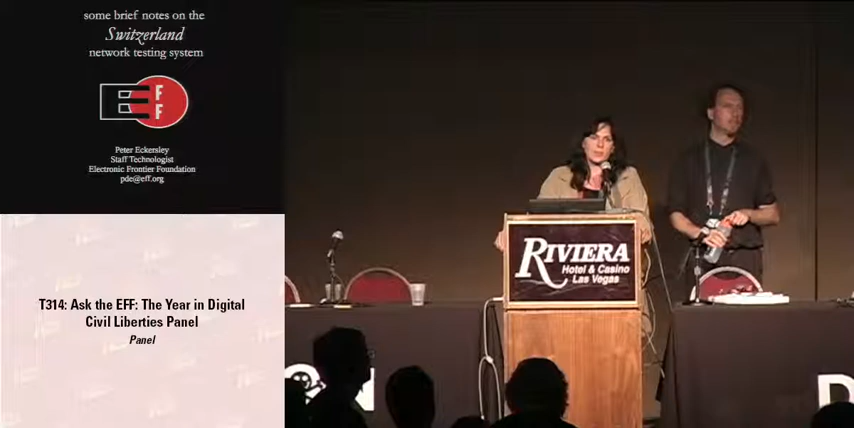 some brief notes on the
Switzerland
network testing system
E
F
F
Peter Eckersley
Staff Technologist
Electronic Frontier Foundation
pde@eff.org
T314: Ask the EFF: The Year in Digital
Civil Liberties Panel
Panel
RIVIERA
Hotel & Casino
Las Vegas
N
D